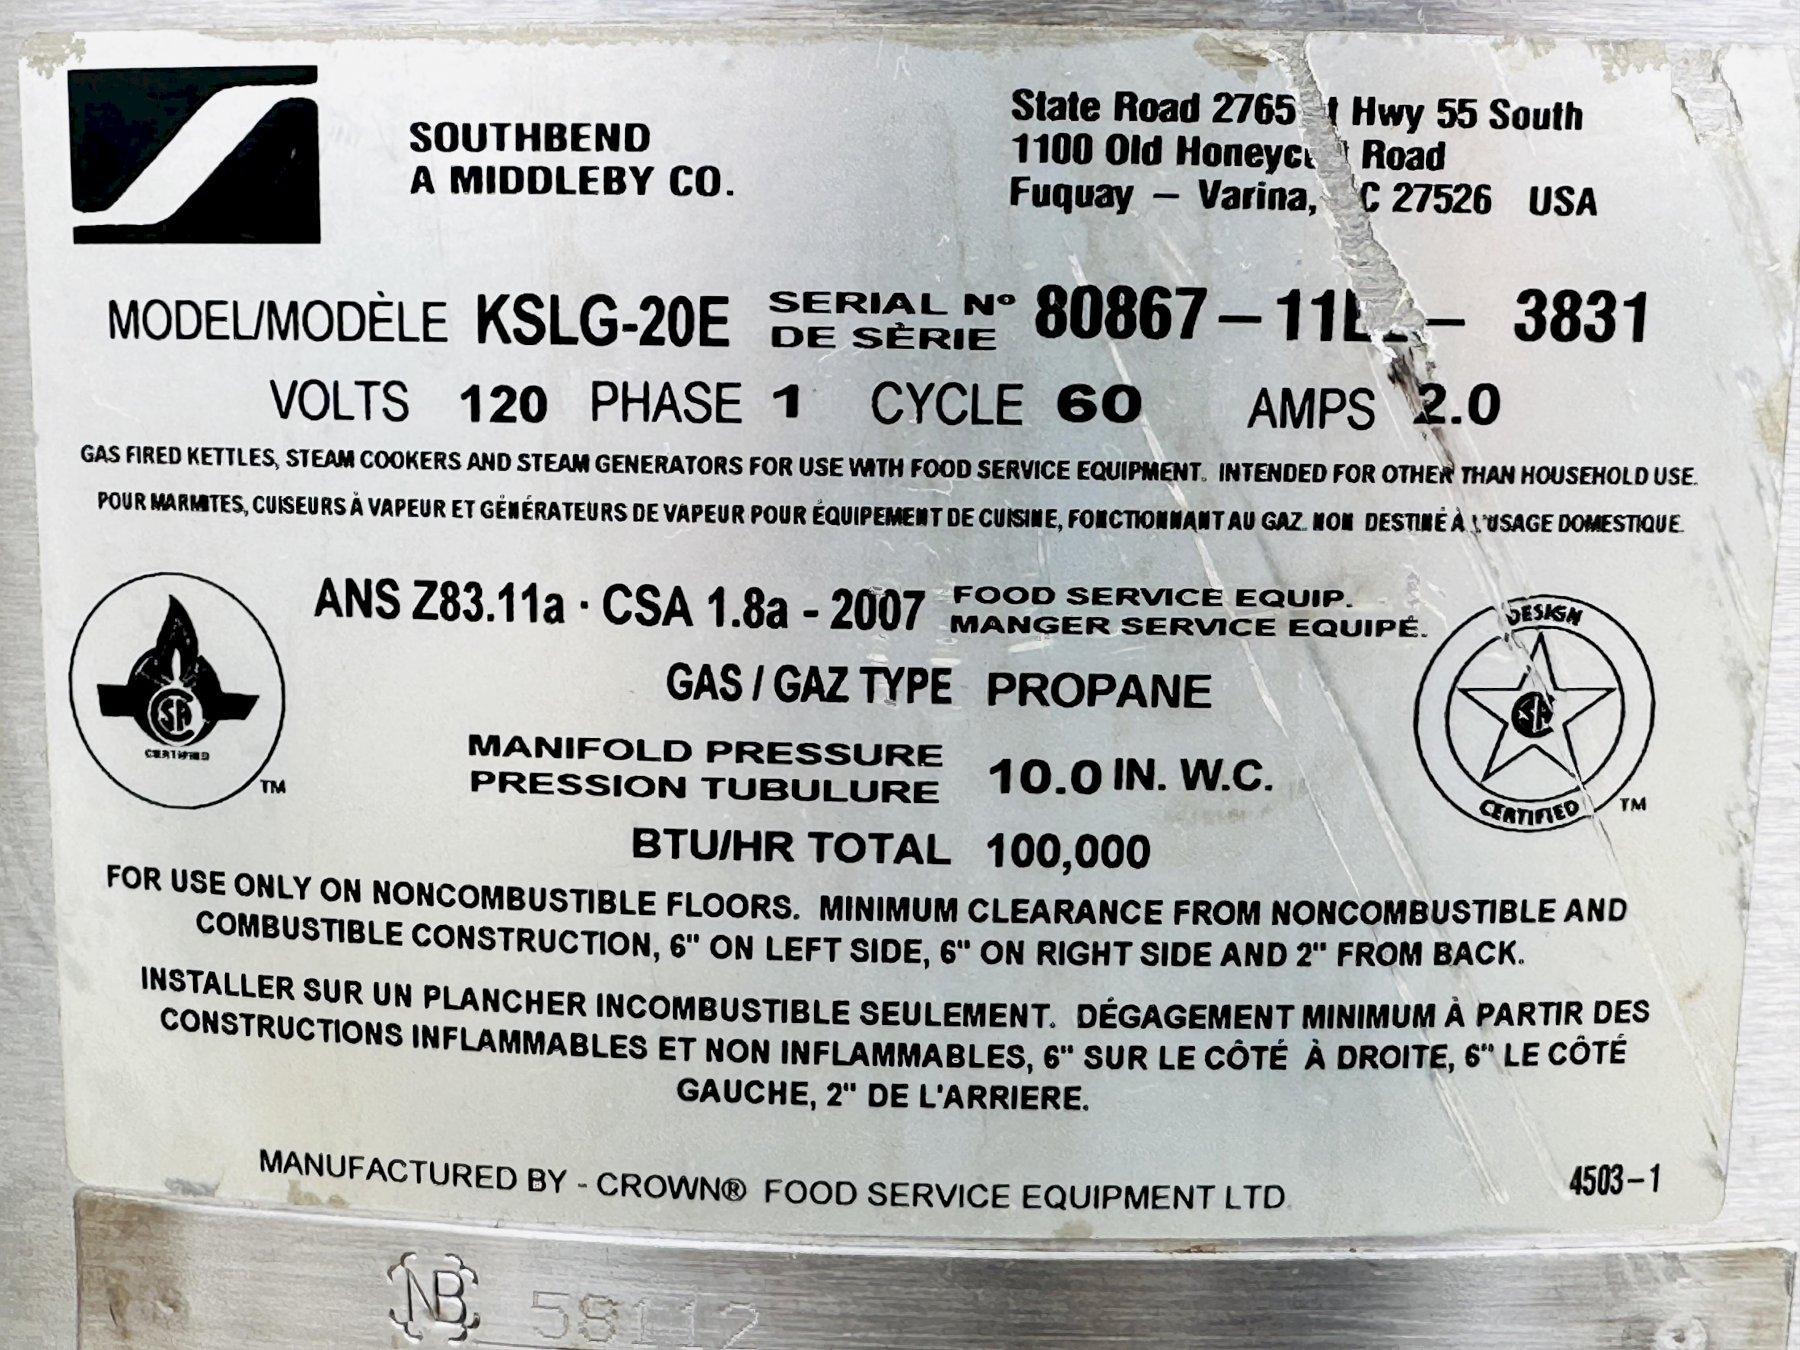 SOUTHBEND
A MIDDLEBY CO.
State Road 2765 Hwy 55 South
1100 Old Road
Fuquay – Varina, 27526 USA
MODEL/MODÈLE KSLG-20E SERIAL Nº DE SÈRIE 80867 – – 3831
VOLTS 120 PHASE 1 CYCLE 60 AMPS 2.0
GAS FIRED KETTLES, STEAM COOKERS AND STEAM GENERATORS FOR USE WITH FOOD SERVICE EQUIPMENT. INTENDED FOR OTHER THAN HOUSEHOLD USE.
POUR MARMITES, CUISEURS À VAPEUR ET GÉNÉRATEURS DE VAPEUR POUR ÉQUIPEMENT DE CUISINE, FONCTIONNANT AU GAZ. NON DESTINÉ À L'USAGE DOMESTIQUE.
ANS Z83.11a · CSA 1.8a - 2007 FOOD SERVICE EQUIP.
MANGER SERVICE EQUIPÉ.
DESIGN
CERTIFIED
TM
GAS / GAZ TYPE PROPANE
MANIFOLD PRESSURE
PRESSION TUBULURE 10.0 IN. W.C.
CERTIFIED
TM
BTU/HR TOTAL 100,000
FOR USE ONLY ON NONCOMBUSTIBLE FLOORS. MINIMUM CLEARANCE FROM NONCOMBUSTIBLE AND
COMBUSTIBLE CONSTRUCTION, 6" ON LEFT SIDE, 6" ON RIGHT SIDE AND 2" FROM BACK.
INSTALLER SUR UN PLANCHER INCOMBUSTIBLE SEULEMENT. DÉGAGEMENT MINIMUM À PARTIR DES
CONSTRUCTIONS INFLAMMABLES ET NON INFLAMMABLES, 6" SUR LE CÔTÉ À DROITE, 6" LE CÔTÉ
GAUCHE, 2" DE L'ARRIERE.
MANUFACTURED BY - CROWN® FOOD SERVICE EQUIPMENT LTD.
4503–1
NB